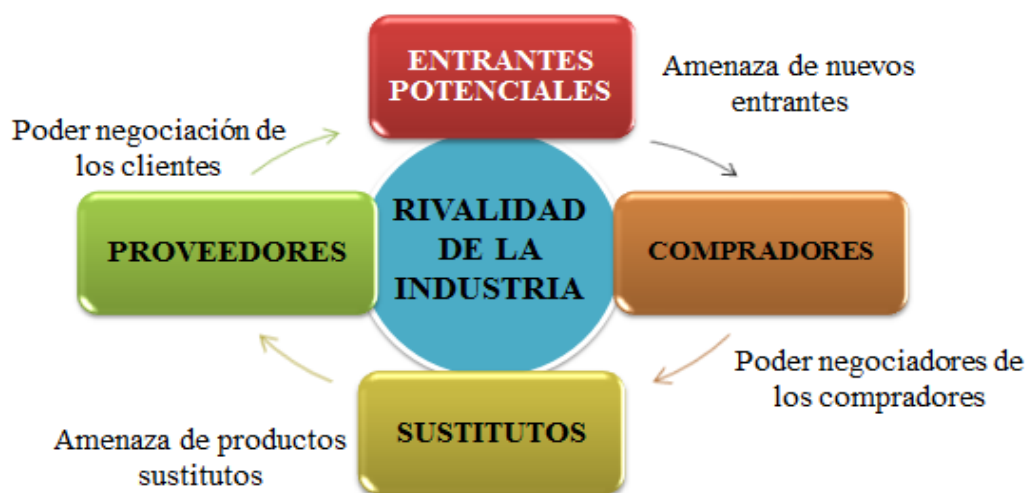 ENTRANTES
POTENCIALES
Amenaza de nuevos
entrantes
Poder negociación de
los clientes
PROVEEDORES
RIVALIDAD
DE LA
INDUSTRIA
COMPRADORES
Poder negociadores de
los compradores
SUSTITUTOS
Amenaza de productos
sustitutos